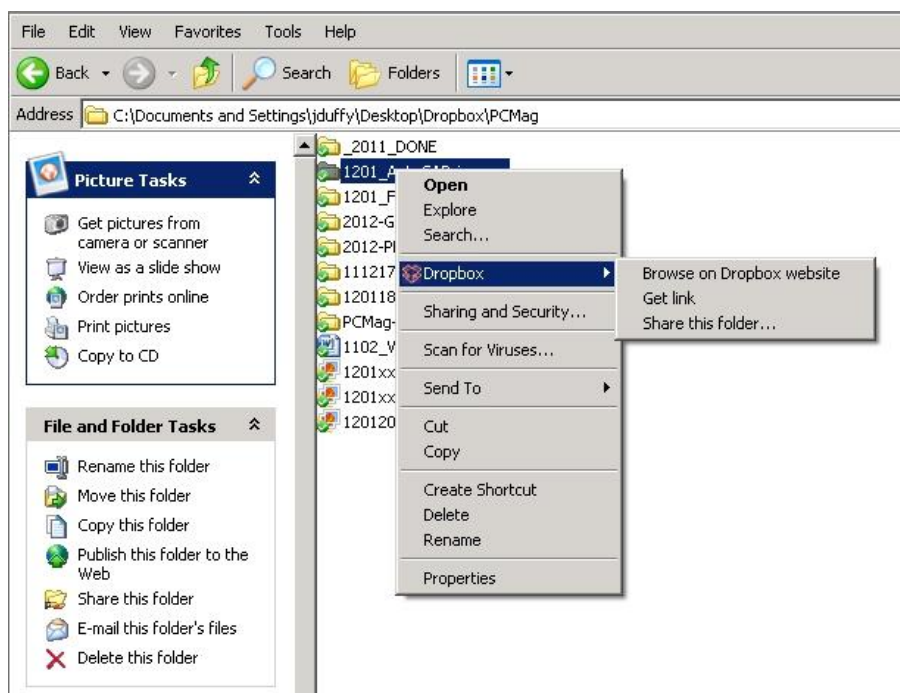 File Edit View Favorites Tools Help
Back Search Folders
Address C:\Documents and Settings\jduffy\Desktop\Dropbox\PCMag
Picture Tasks
Get pictures from
camera or scanner
View as a slide show
Order prints online
Print pictures
Copy to CD
File and Folder Tasks
Rename this folder
Move this folder
Copy this folder
Publish this folder to the
Web
Share this folder
E-mail this folder's files
Delete this folder
_2011_DONE
1201_
1201_F
2012-G
2012-
111217
120118
PCMag-
1102_
1201xx
1201xx
120120
Open
Explore
Search...
Dropbox
Sharing and Security...
Scan for Viruses...
Send To
Cut
Copy
Create Shortcut
Delete
Rename
Properties
Browse on Dropbox website
Get link
Share this folder...